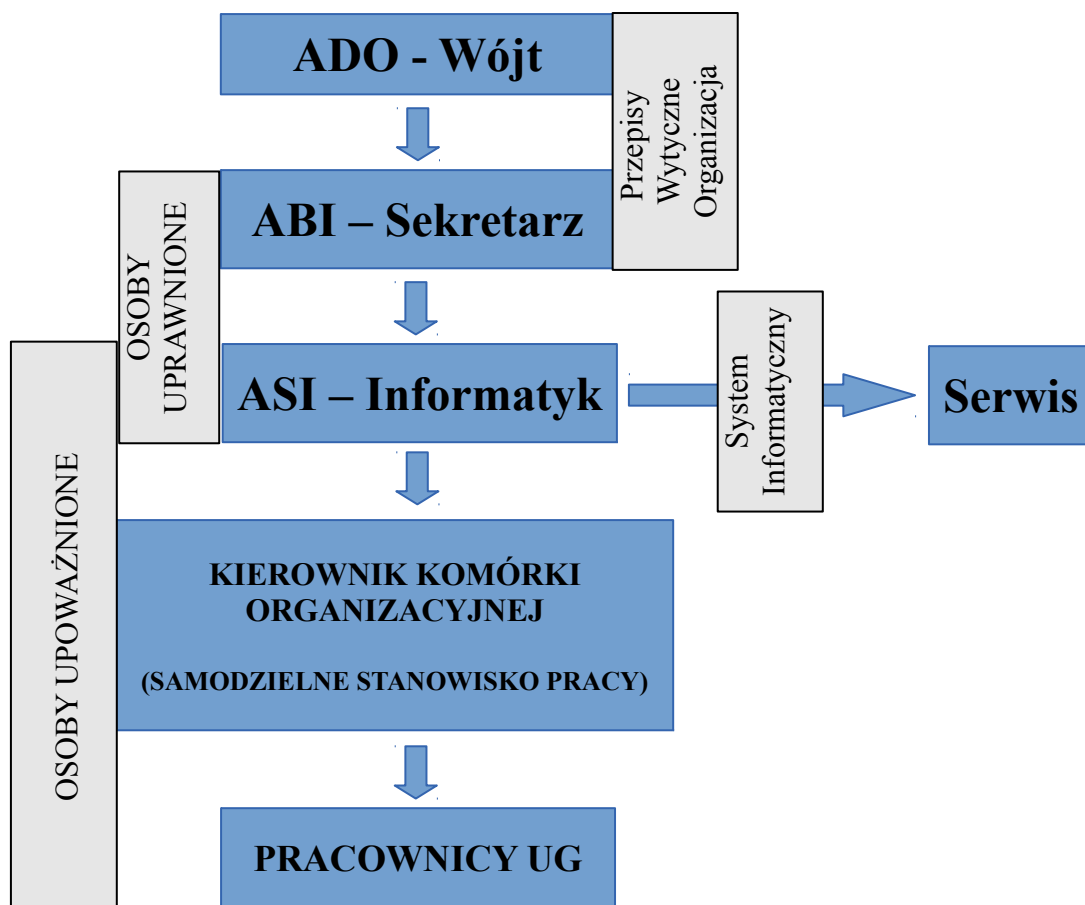 ADO - Wójt
Przepisy
Wytyczne
Organizacja
ABI – Sekretarz
OSOBY
UPRAWNIONE
ASI – Informatyk
System
Informatyczny
Serwis
OSOBY UPOWAŻNIONE
KIEROWNIK KOMÓRKI
ORGANIZACYJNEJ
(SAMODZIELNE STANOWISKO PRACY)
PRACOWNICY UG